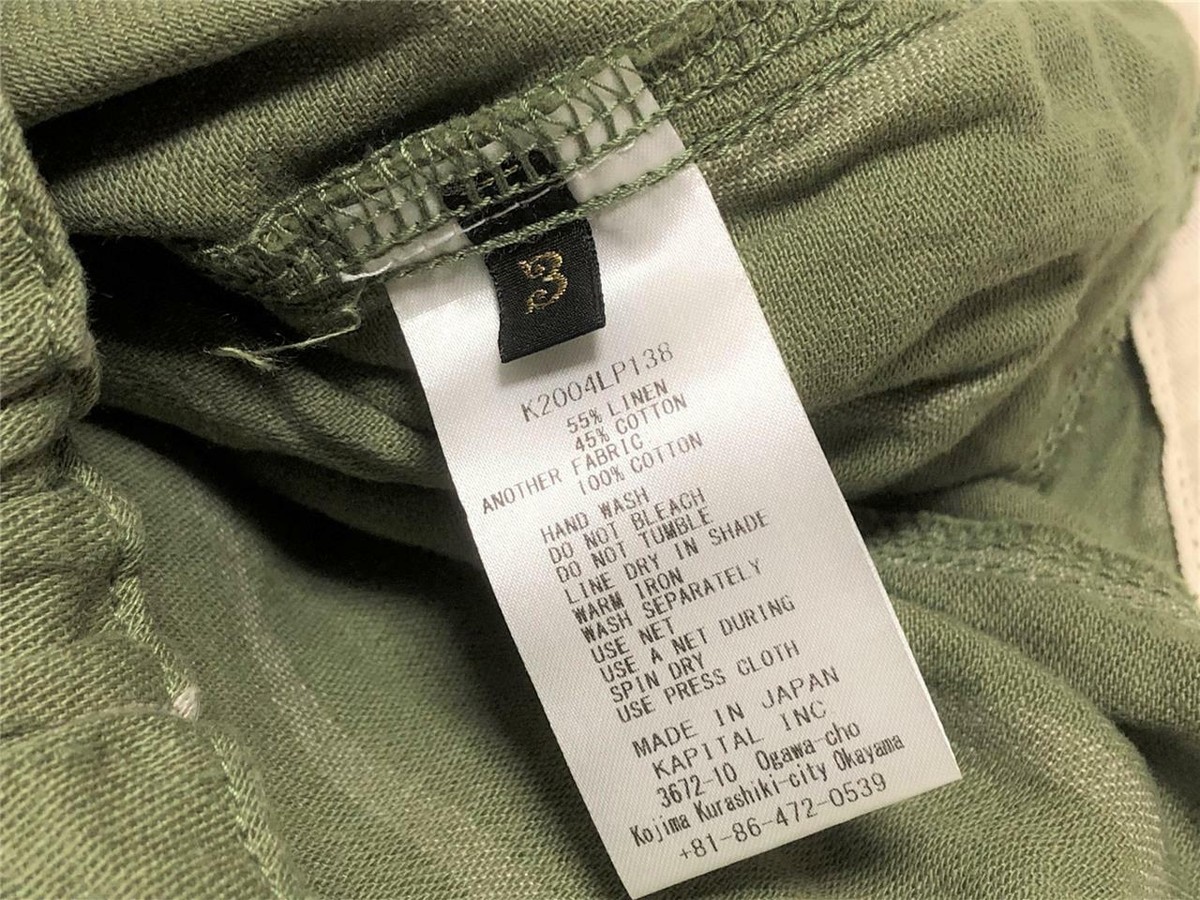 3
K2004LP138
55% LINEN
45% COTTON
ANOTHER FABRIC
100% COTTON
HAND WASH
DO NOT BLEACH
DO NOT TUMBLE
LINE DRY IN SHADE
WARM IRON
WASH SEPARATELY
USE NET
USE A NET DURING
SPIN DRY
USE PRESS CLOTH
MADE IN JAPAN
KAPITAL INC
3672-10 Ogawa-cho
Kojima Kurashiki-city Okayama
+81-86-472-0539